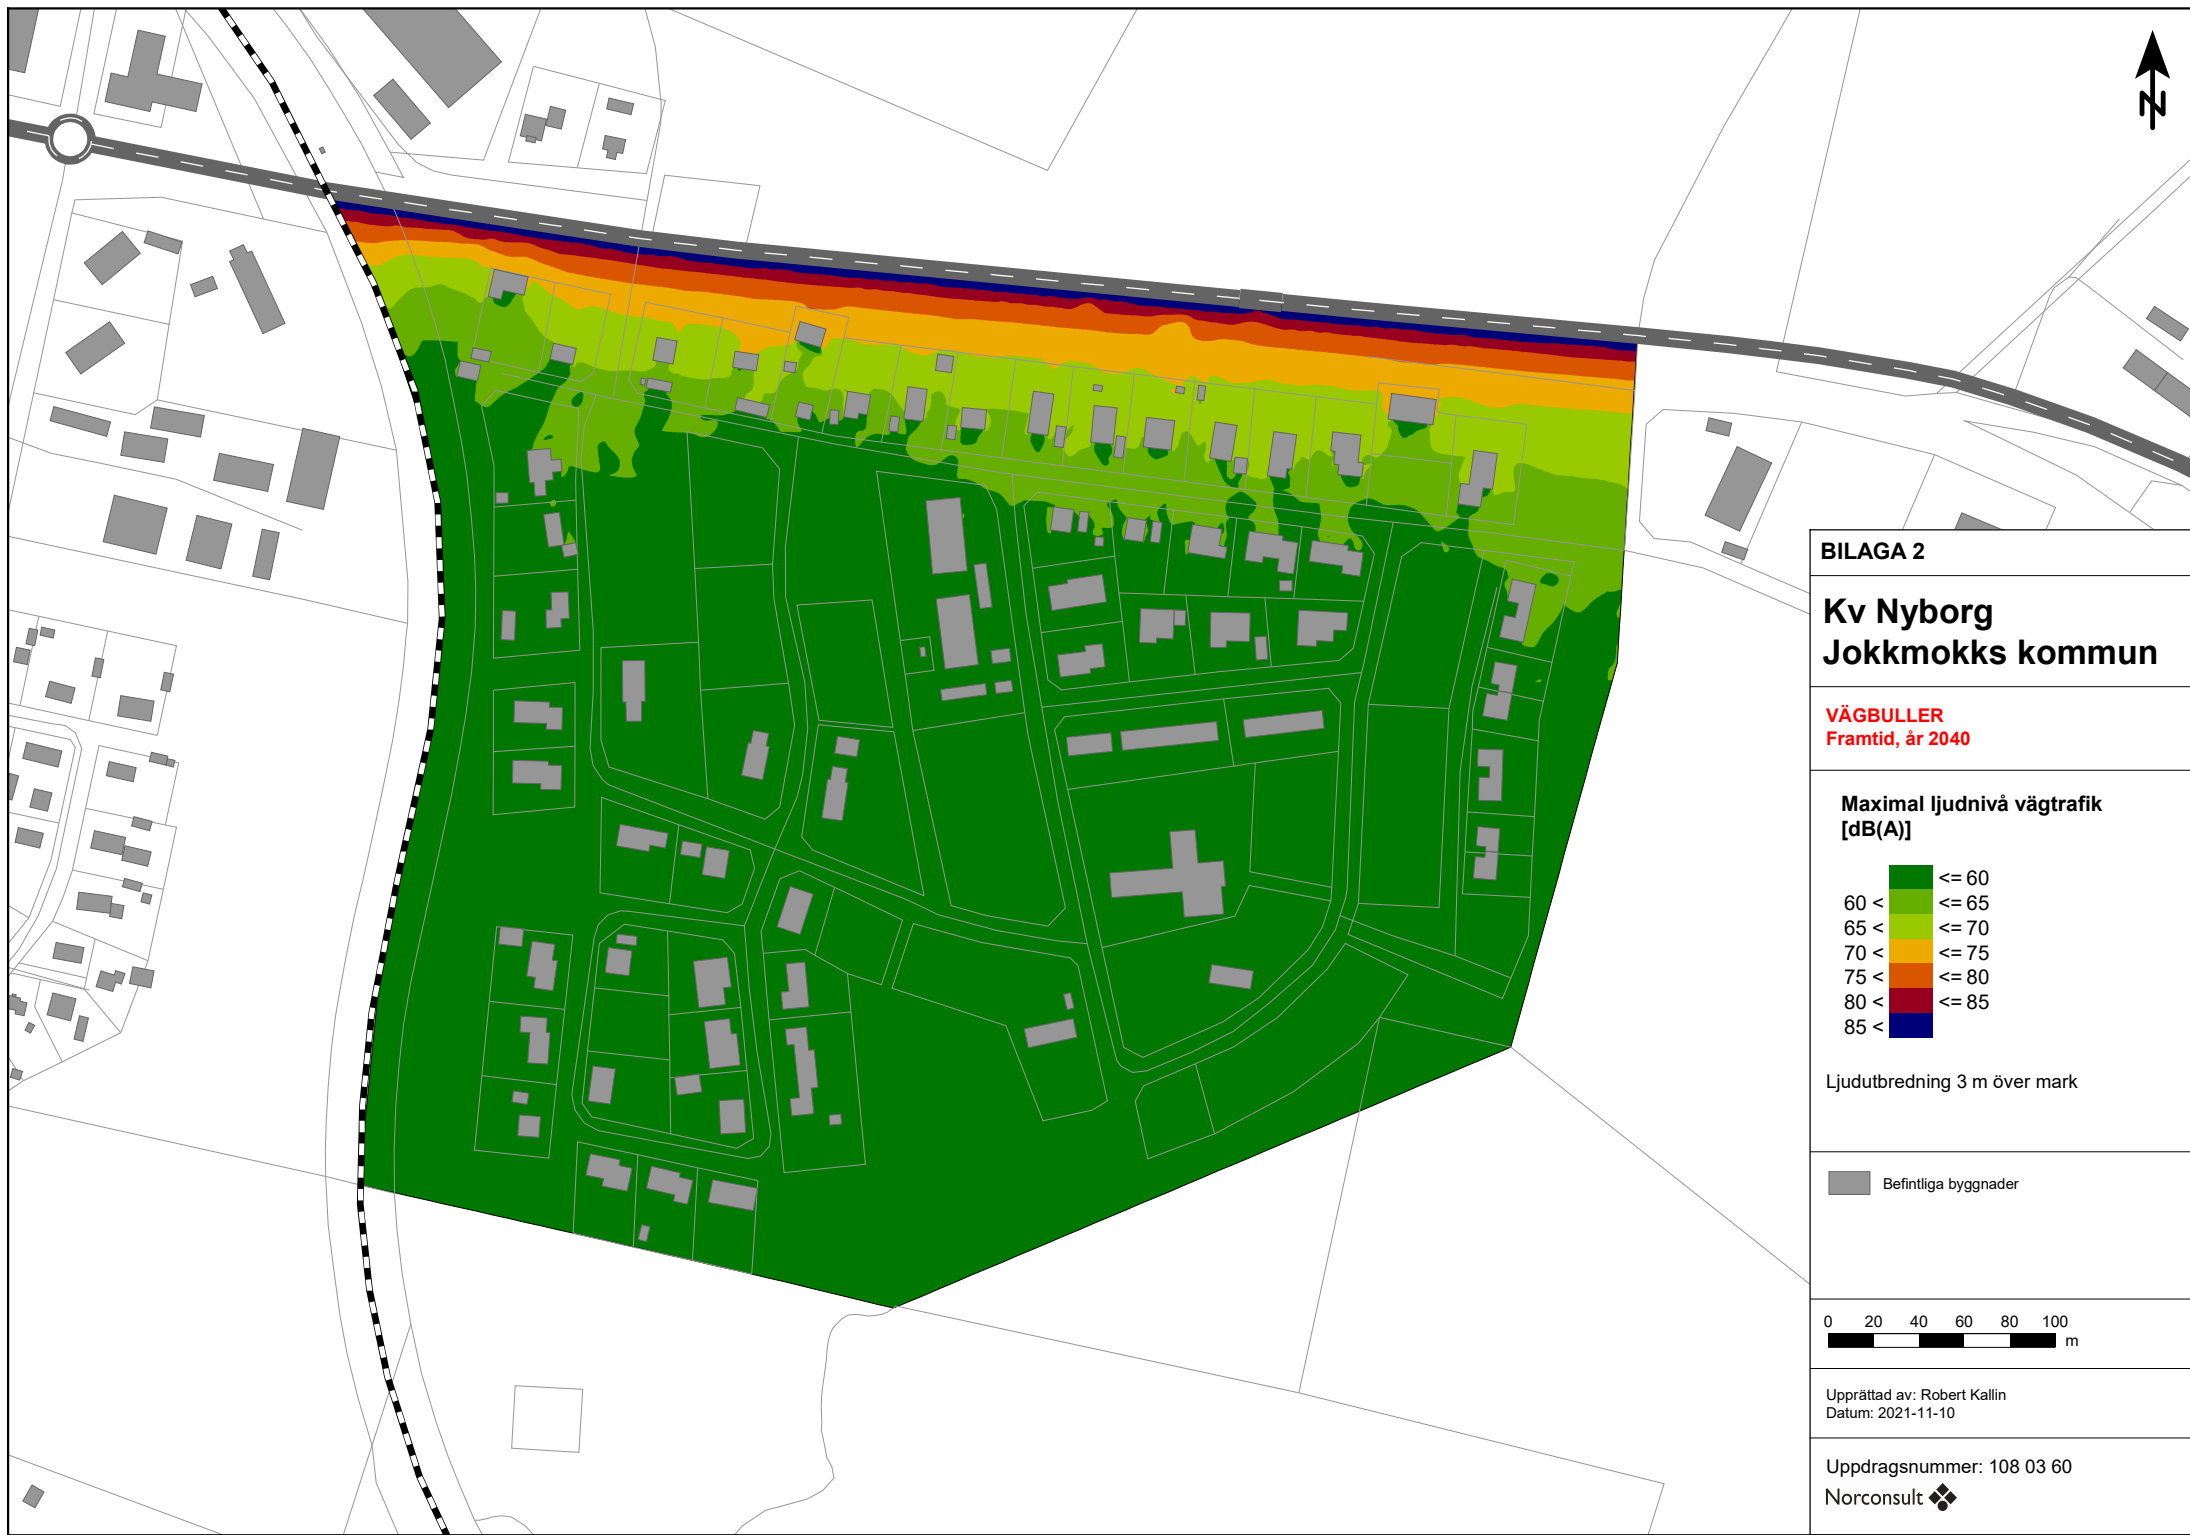 N
BILAGA 2
Kv Nyborg
Jokkmokks kommun
VÄGBULLER
Framtid, år 2040
Maximal ljudnivå vägtrafik
[dB(A)]
<= 60
60 < <= 65
65 < <= 70
70 < <= 75
75 < <= 80
80 < <= 85
85 <
Ljudutbredning 3 m över mark
Befintliga byggnader
0 20 40 60 80 100
m
Upprättad av: Robert Kallin
Datum: 2021-11-10
Uppdragsnummer: 108 03 60
Norconsult